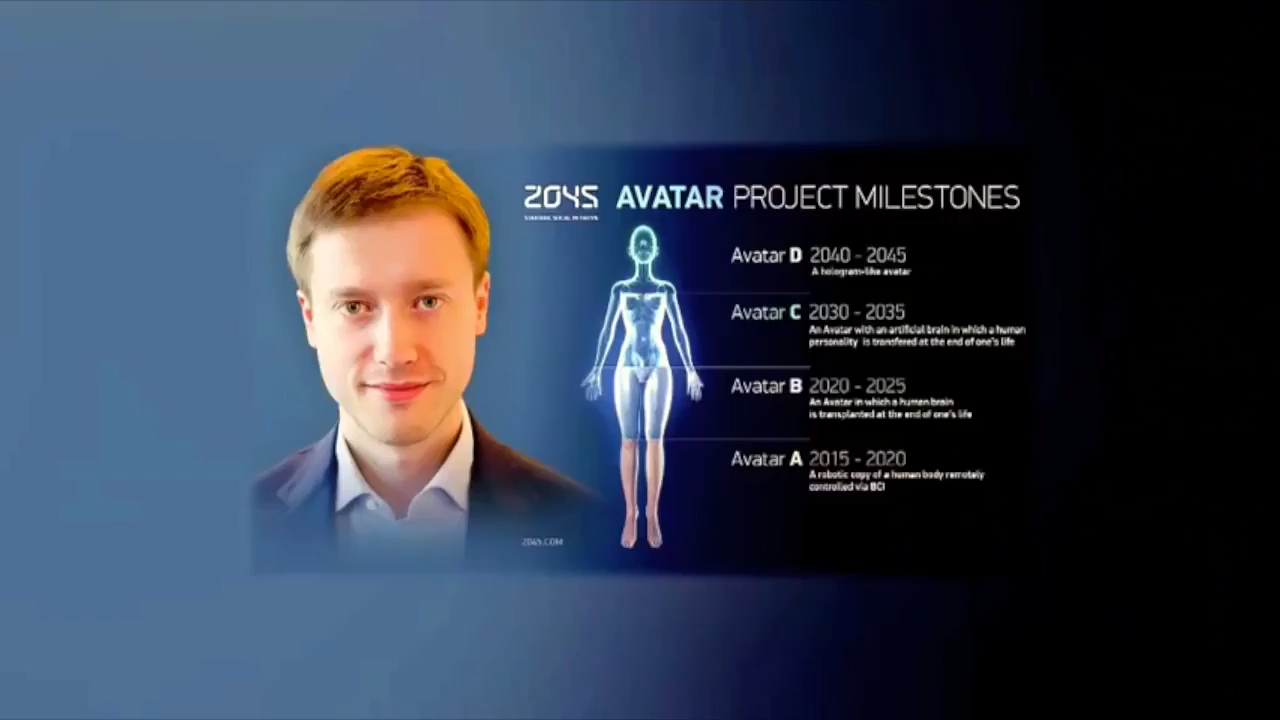 2045 AVATAR PROJECT MILESTONES
Avatar D 2040 - 2045
A hologram-like avatar
Avatar C 2030 - 2035
An Avatar with an artificial brain in which a human
personality is transfered at the end of one's life
Avatar B 2020 - 2025
An Avatar in which a human brain
is transplanted at the end of one's life
Avatar A 2015 - 2020
A robotic copy of a human body remotely
controlled via BCI
2045.COM